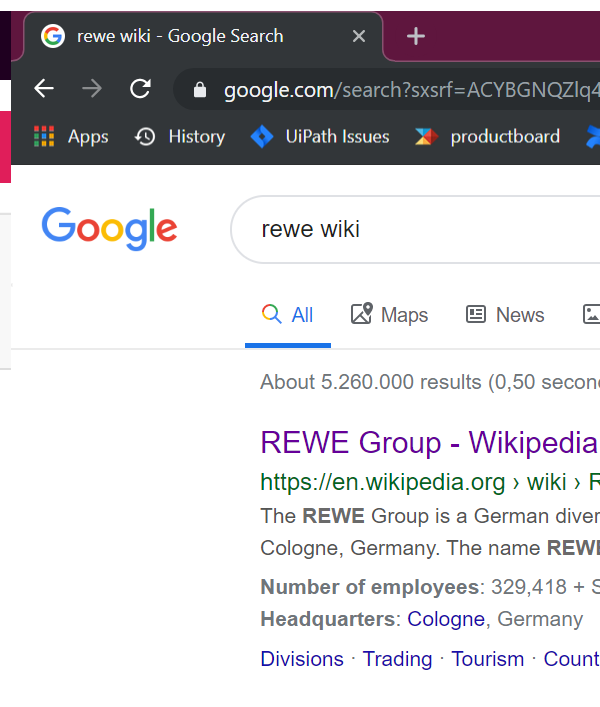 rewe wiki - Google Search
google.com/search?sxsrf=ACYBGNQZlq4
Apps History UiPath Issues productboard
Google rewe wiki
All Maps News
About 5.260.000 results (0,50 secon
REWE Group - Wikipedia
https://en.wikipedia.org › wiki › R
The REWE Group is a German diver
Cologne, Germany. The name REWE
Number of employees: 329,418 + S
Headquarters: Cologne, Germany
Divisions · Trading · Tourism · Count